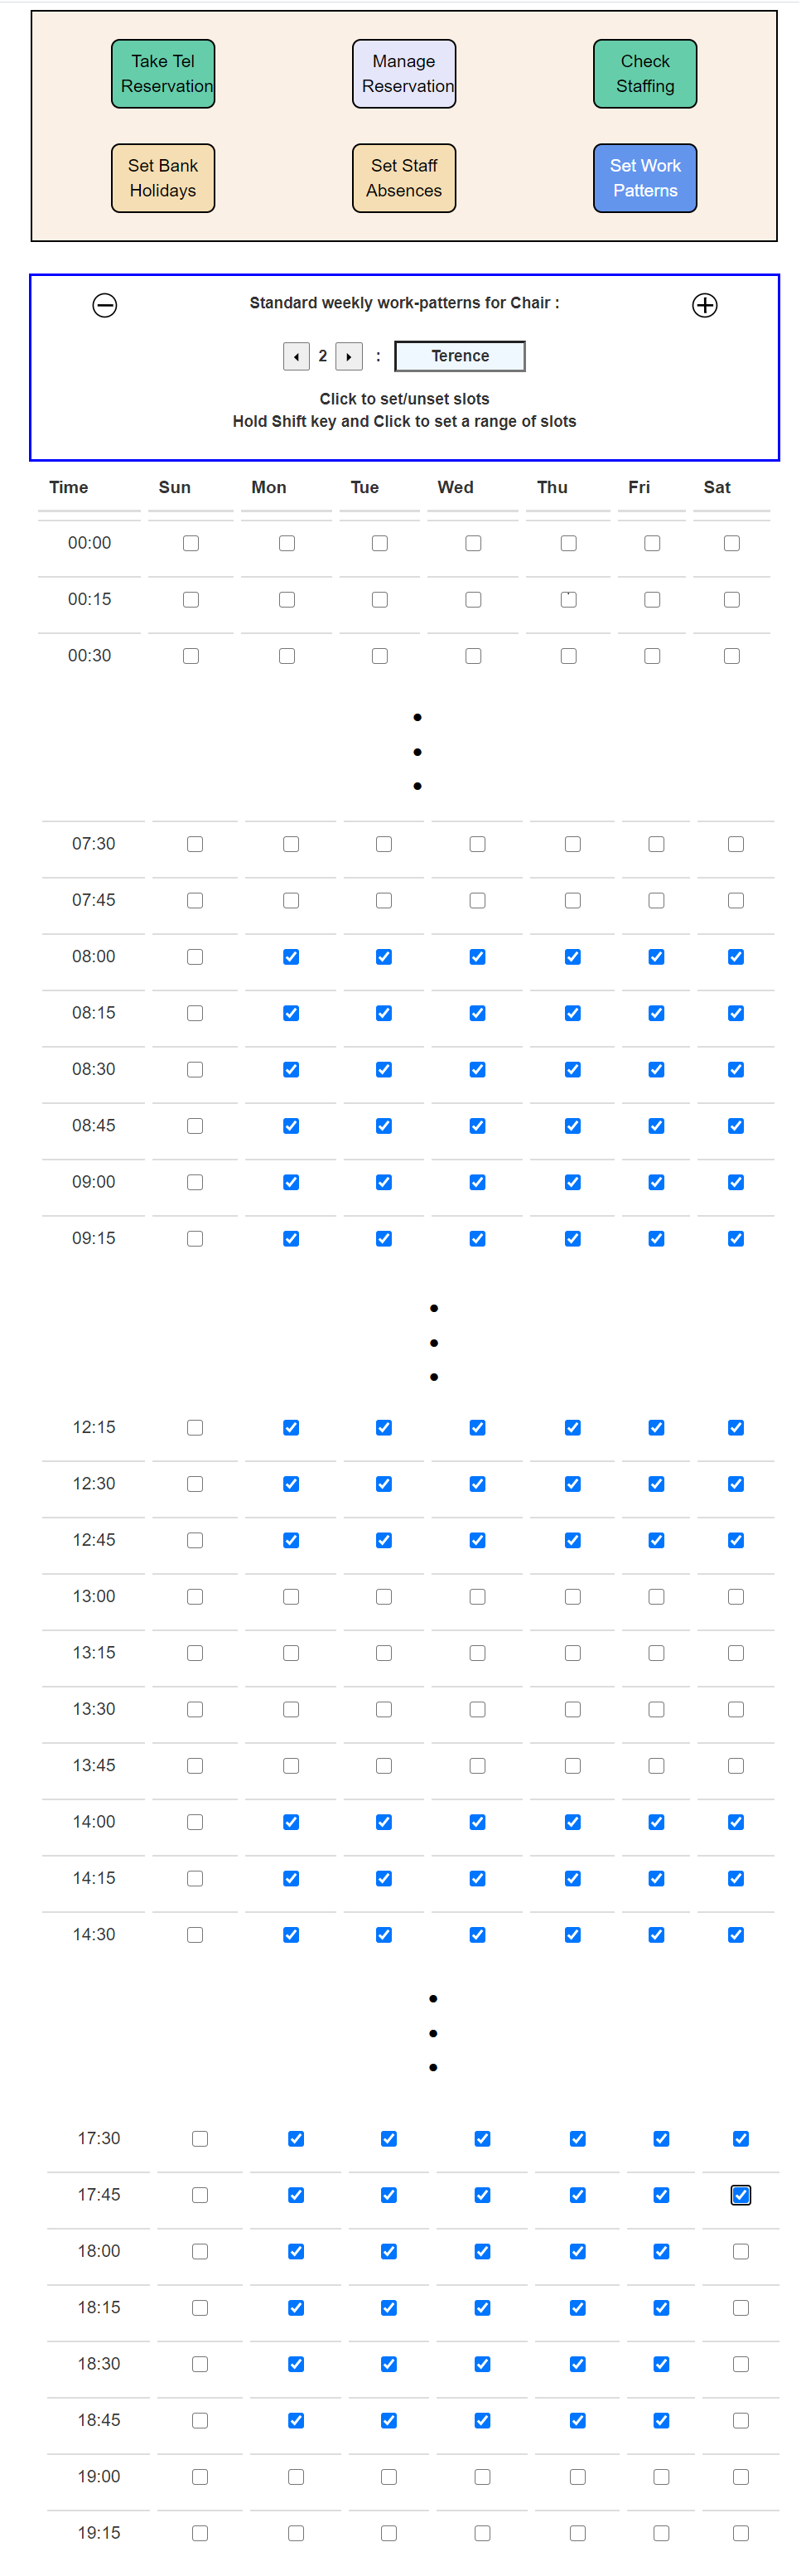 Take Tel
Reservation
Manage
Reservation
Check
Staffing
Set Bank
Holidays
Set Staff
Absences
Set Work
Patterns
Standard weekly work-patterns for Chair :
2 : Terence
Click to set/unset slots
Hold Shift key and Click to set a range of slots
Time Sun Mon Tue Wed Thu Fri Sat
00:00
00:15
00:30
07:30
07:45
08:00
08:15
08:30
08:45
09:00
09:15
12:15
12:30
12:45
13:00
13:15
13:30
13:45
14:00
14:15
14:30
17:30
17:45
18:00
18:15
18:30
18:45
19:00
19:15